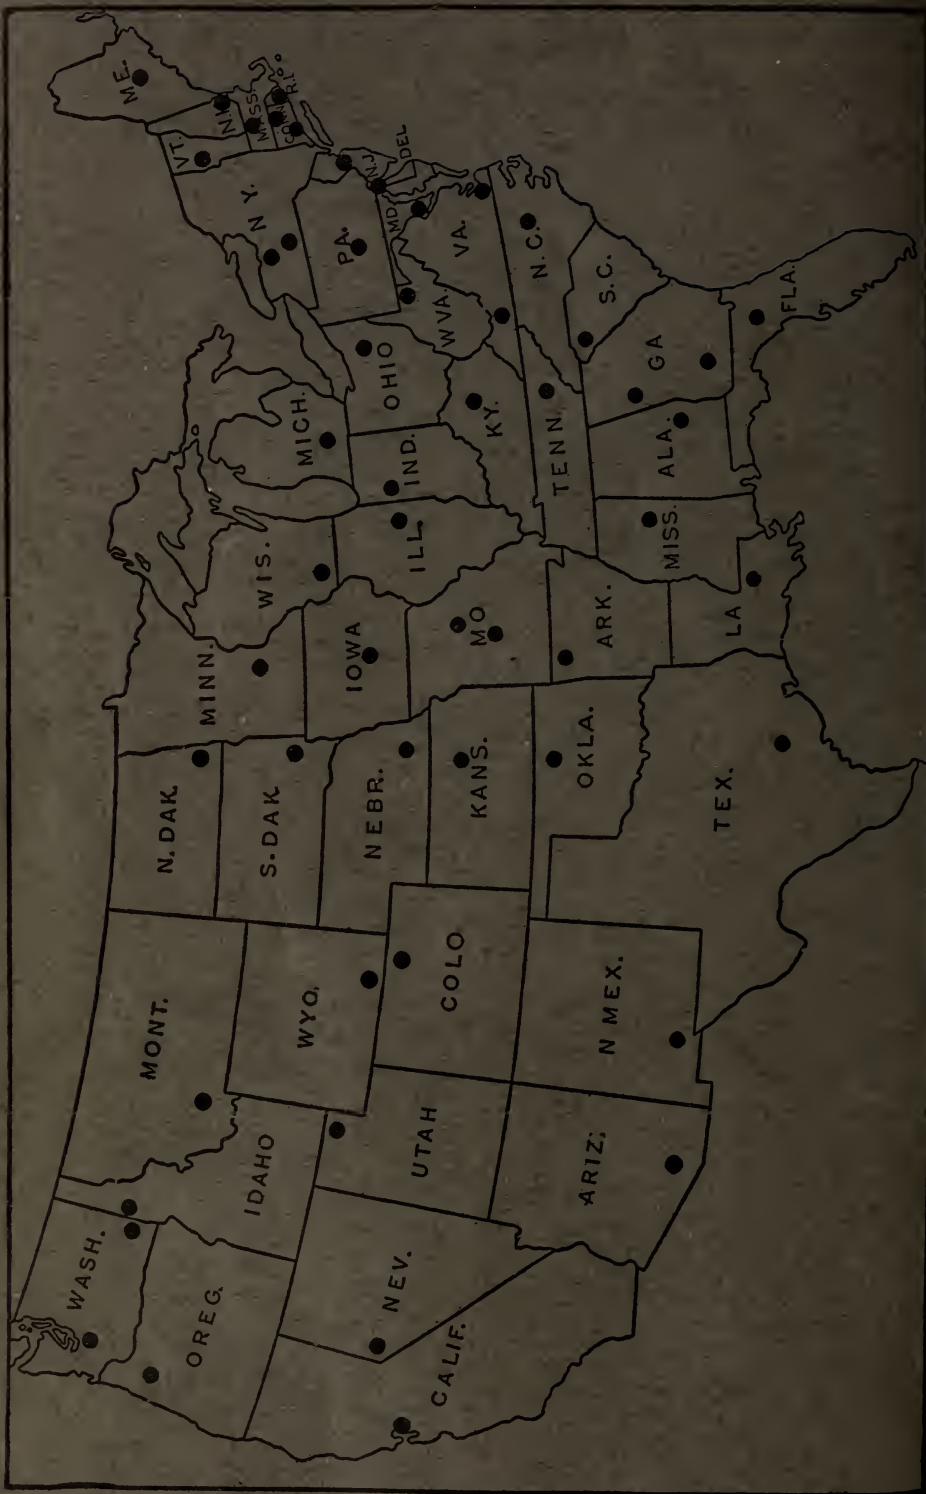 WASH.
OREG.
CALIF.
NEV.
IDAHO
MONT.
WYO.
UTAH
COLO
ARIZ.
N MEX.
N. DAK.
S. DAK.
NEBR.
KANS.
OKLA.
TEX.
MINN.
IOWA
MO
ARK.
LA
WIS.
ILL.
MICH.
IND.
OHIO
KY.
TENN.
MISS.
ALA.
GA
FLA.
S.C.
N.C.
VA.
W VA.
MD.
DEL
PA.
N.J.
N Y.
VT.
N.H.
ME.
MASS.
CONN
R.I.